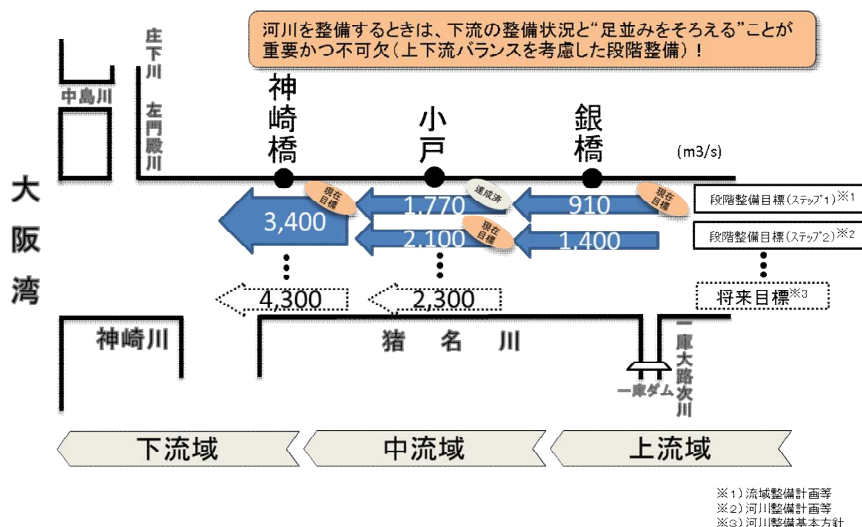 河川を整備するときは、下流の整備状況と“足並みをそろえる”ことが
重要かつ不可欠(上下流バランスを考慮した段階整備)！
庄下川
中島川
左門殿川
神崎橋
小戸
銀橋
(m3/s)
大阪湾
現在目標
達成済
現在目標
3,400
1,770
910
段階整備目標(ステップ1)※1
現在目標
2,100
1,400
段階整備目標(ステップ2)※2
4,300
2,300
将来目標※3
神崎川
猪名川
一庫ダム
一庫大路次川
下流域
中流域
上流域
※1)流域整備計画等
※2)河川整備計画等
※3)河川整備基本方針